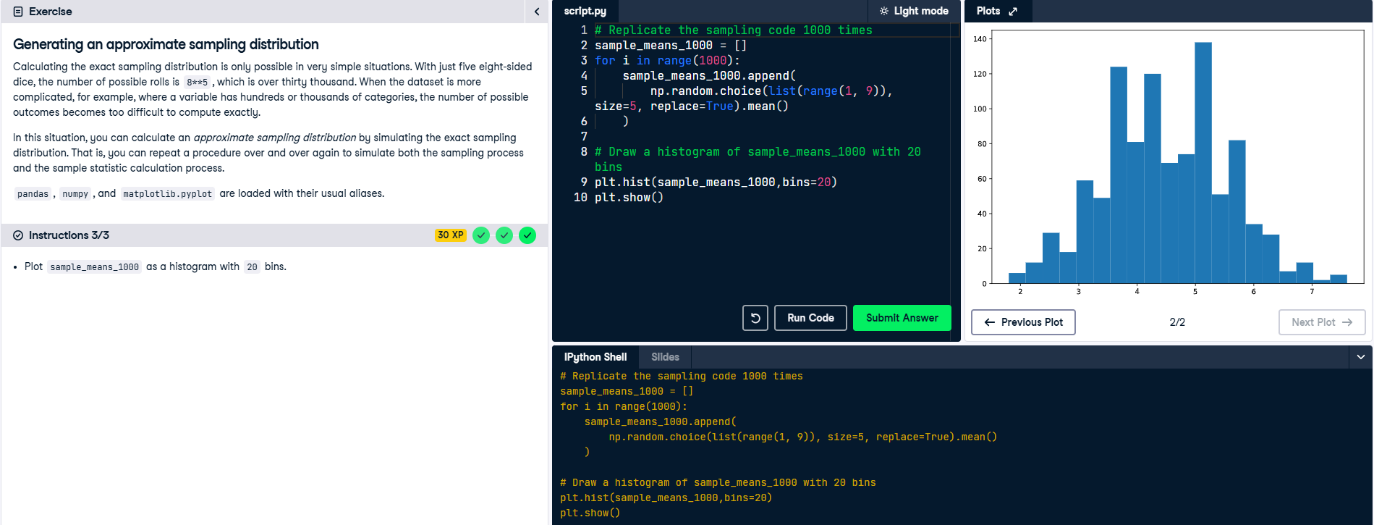 Exercise
Generating an approximate sampling distribution
Calculating the exact sampling distribution is only possible in very simple situations. With just five eight-sided
dice, the number of possible rolls is 8**5 , which is over thirty thousand. When the dataset is more
complicated, for example, where a variable has hundreds or thousands of categories, the number of possible
outcomes becomes too difficult to compute exactly.
In this situation, you can calculate an approximate sampling distribution by simulating the exact sampling
distribution. That is, you can repeat a procedure over and over again to simulate both the sampling process
and the sample statistic calculation process.
pandas , numpy , and matplotlib.pyplot are loaded with their usual aliases.
Instructions 3/3
30 XP
• Plot sample_means_1000 as a histogram with 20 bins.
script.py
Light mode
1 # Replicate the sampling code 1000 times
2 sample_means_1000 = []
3 for i in range(1000):
4     sample_means_1000.append(
5         np.random.choice(list(range(1, 9)),
size=5, replace=True).mean()
6     )
7
8 # Draw a histogram of sample_means_1000 with 20
bins
9 plt.hist(sample_means_1000,bins=20)
10 plt.show()
Run Code
Submit Answer
Plots
140
120
100
80
60
40
20
0
2 3 4 5 6 7
← Previous Plot
2/2
Next Plot →
IPython Shell
Slides
# Replicate the sampling code 1000 times
sample_means_1000 = []
for i in range(1000):
    sample_means_1000.append(
        np.random.choice(list(range(1, 9)), size=5, replace=True).mean()
    )
# Draw a histogram of sample_means_1000 with 20 bins
plt.hist(sample_means_1000,bins=20)
plt.show()